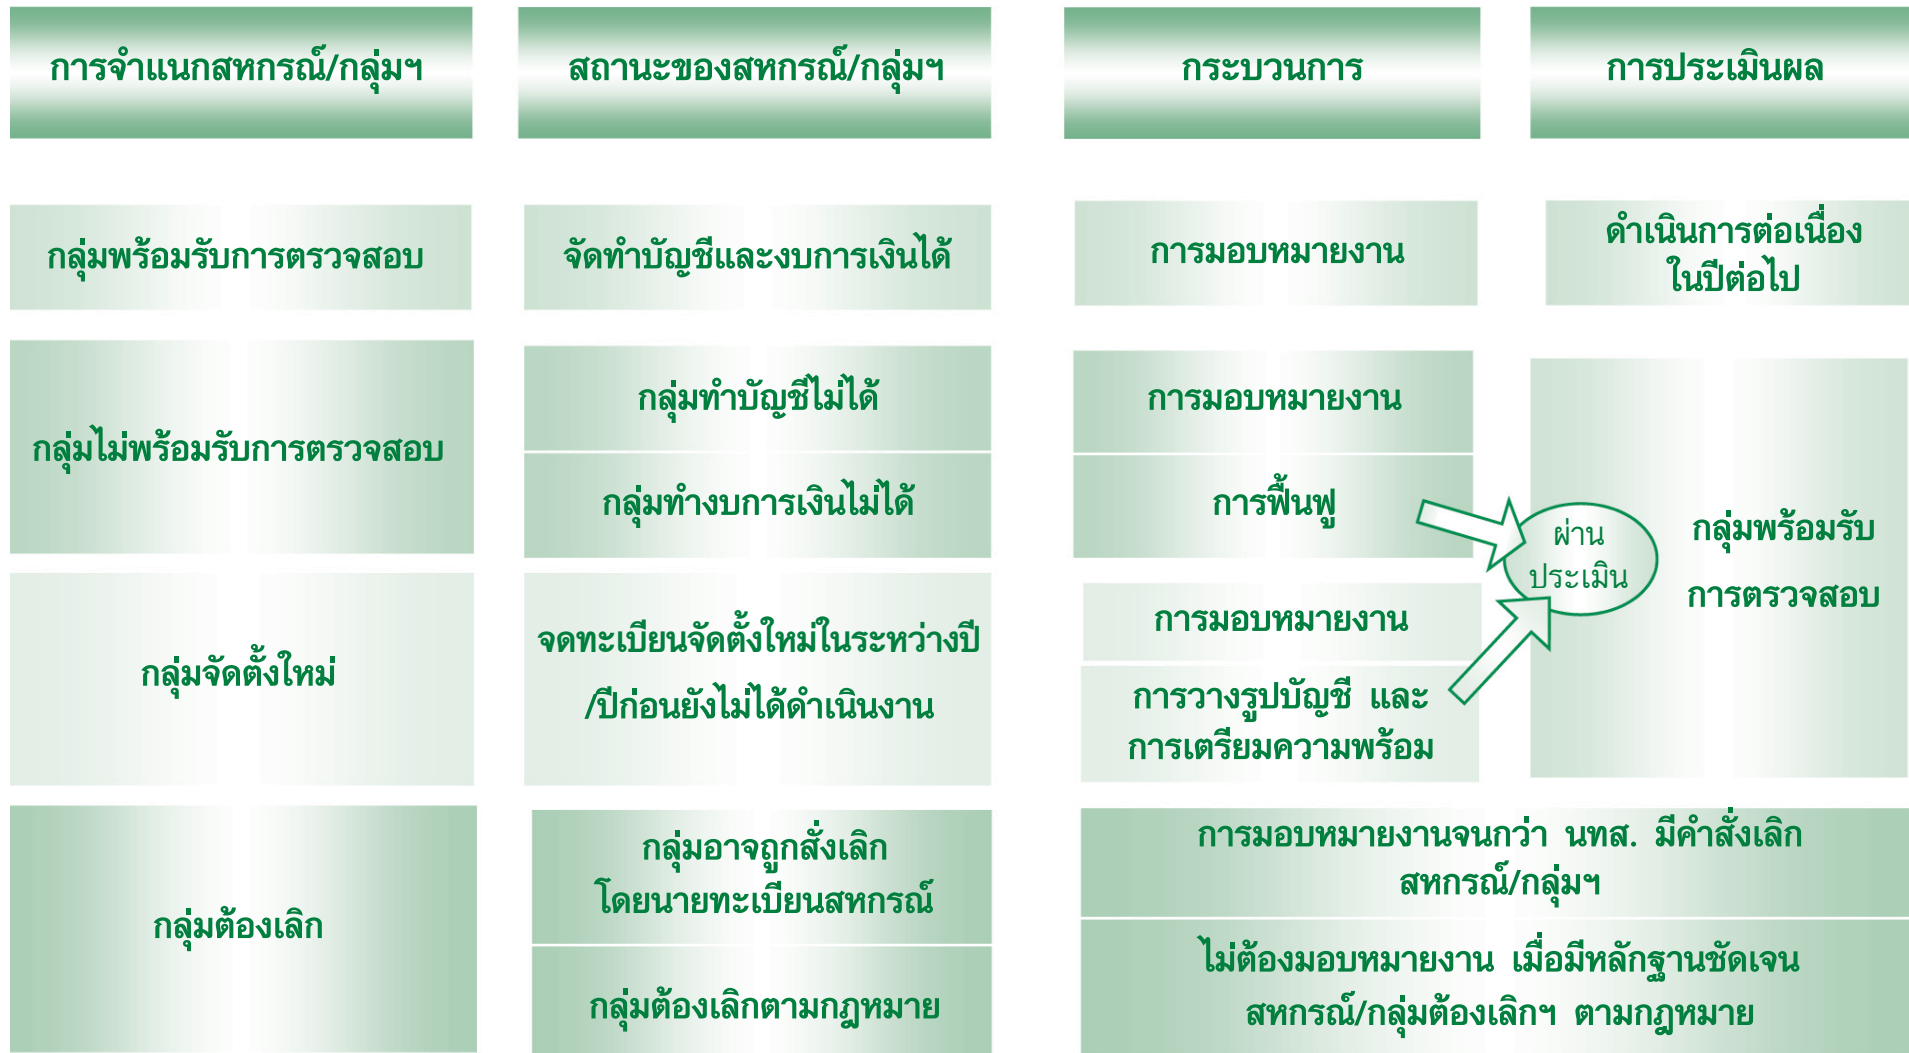 การจำแนกสหกรณ์/กลุ่มฯ
สถานะของสหกรณ์/กลุ่มฯ
กระบวนการ
การประเมินผล
กลุ่มพร้อมรับการตรวจสอบ
จัดทำบัญชีและงบการเงินได้
การมอบหมายงาน
ดำเนินการต่อเนื่อง
ในปีต่อไป
กลุ่มไม่พร้อมรับการตรวจสอบ
กลุ่มทำบัญชีไม่ได้
กลุ่มทำงบการเงินไม่ได้
การมอบหมายงาน
การฟื้นฟู
ผ่าน
ประเมิน
กลุ่มพร้อมรับ
การตรวจสอบ
กลุ่มจัดตั้งใหม่
จดทะเบียนจัดตั้งใหม่ในระหว่างปี
/ปีก่อนยังไม่ได้ดำเนินงาน
การมอบหมายงาน
การวางรูปบัญชี และ
การเตรียมความพร้อม
กลุ่มต้องเลิก
กลุ่มอาจถูกสั่งเลิก
โดยนายทะเบียนสหกรณ์
กลุ่มต้องเลิกตามกฎหมาย
การมอบหมายงานจนกว่า นทส. มีคำสั่งเลิก
สหกรณ์/กลุ่มฯ
ไม่ต้องมอบหมายงาน เมื่อมีหลักฐานชัดเจน
สหกรณ์/กลุ่มต้องเลิกฯ ตามกฎหมาย